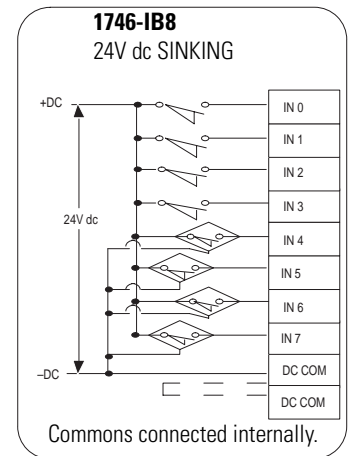 1746-IB8
24V dc SINKING
+DC
IN 0
IN 1
IN 2
IN 3
24V dc
IN 4
IN 5
IN 6
IN 7
–DC
DC COM
DC COM
Commons connected internally.